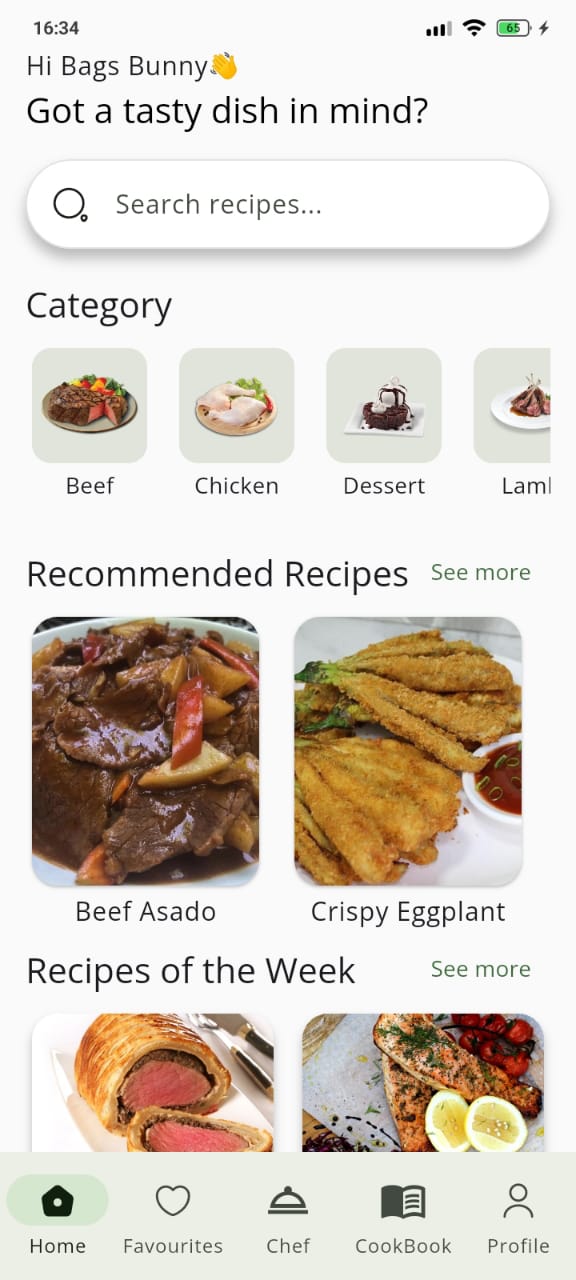 16:34
65
Hi Bags Bunny👋
Got a tasty dish in mind?
Search recipes...
Category
Beef
Chicken
Dessert
Recommended Recipes
See more
Beef Asado
Crispy Eggplant
Recipes of the Week
See more
Home
Favourites
Chef
CookBook
Profile